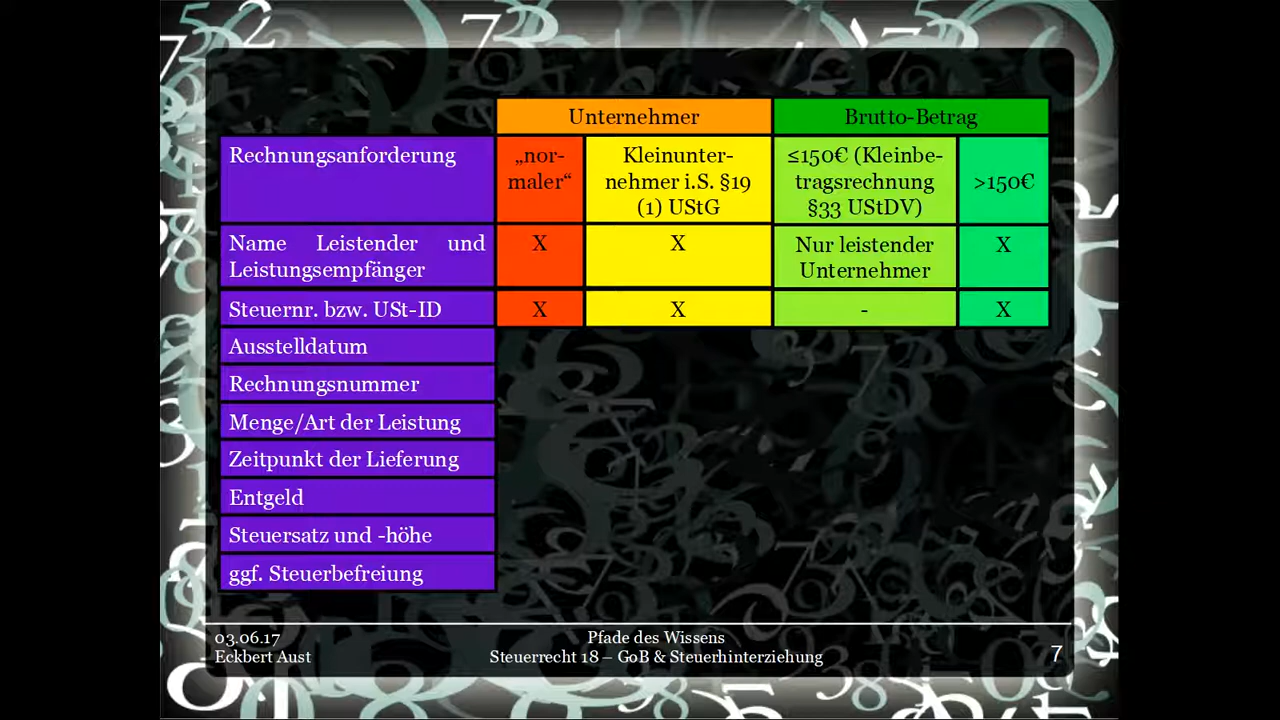 Unternehmer
Brutto-Betrag
Rechnungsanforderung
„nor-
maler“
Kleinunter-
nehmer i.S. §19
(1) UStG
≤150€ (Kleinbe-
tragsrechnung
§33 UStDV)
>150€
Name Leistender und
Leistungsempfänger
X
X
Nur leistender
Unternehmer
X
Steuernr. bzw. USt-ID
X
X
-
X
Ausstelldatum
Rechnungsnummer
Menge/Art der Leistung
Zeitpunkt der Lieferung
Entgeld
Steuersatz und -höhe
ggf. Steuerbefreiung
03.06.17
Eckbert Aust
Pfade des Wissens
Steuerrecht 18 – GoB & Steuerhinterziehung
7